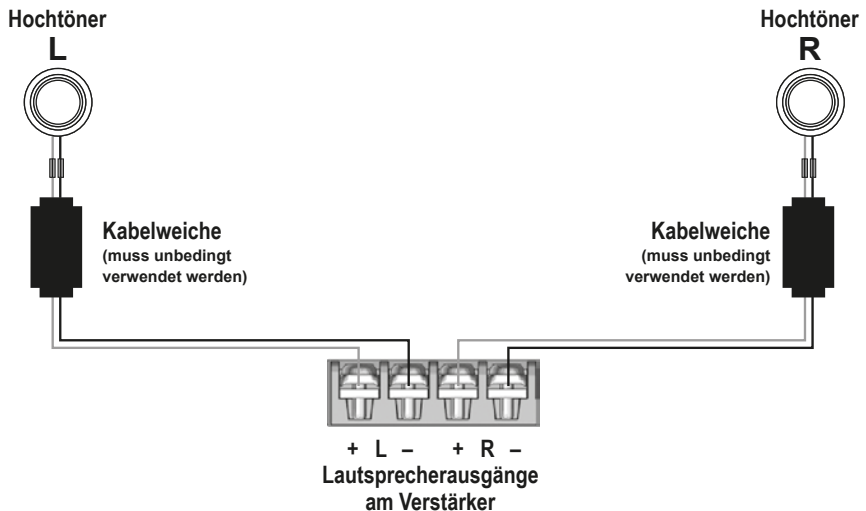 Hochtöner
L
Hochtöner
R
Kabelweiche
(muss unbedingt
verwendet werden)
Kabelweiche
(muss unbedingt
verwendet werden)
+ L – + R –
Lautsprecherausgänge
am Verstärker